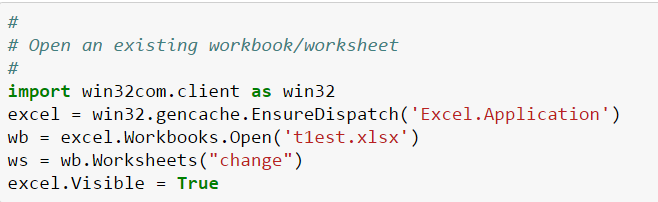 #
# Open an existing workbook/worksheet
#
import win32com.client as win32
excel = win32.gencache.EnsureDispatch('Excel.Application')
wb = excel.Workbooks.Open('t1est.xlsx')
ws = wb.Worksheets("change")
excel.Visible = True